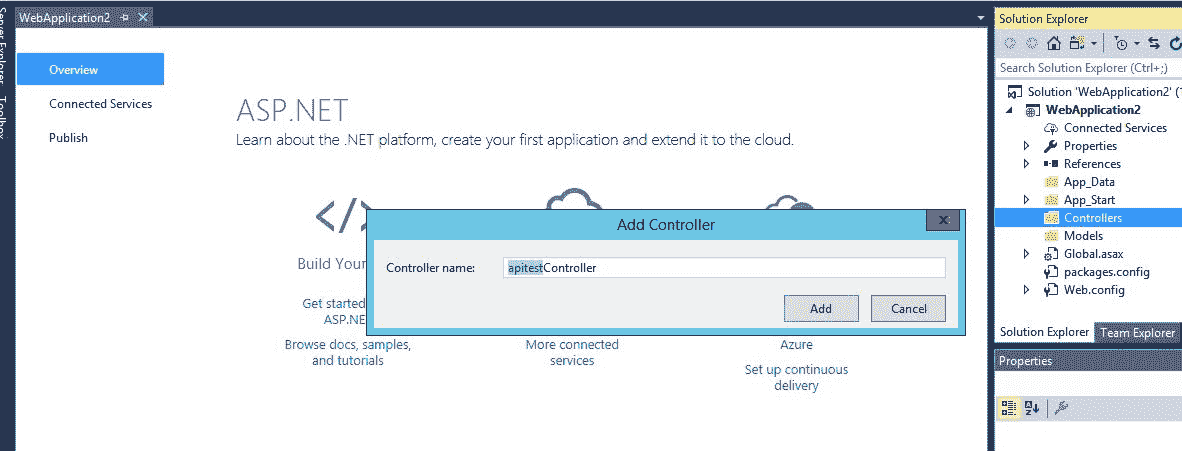 Server Explorer
Toolbox
WebApplication2
Overview
Connected Services
Publish
ASP.NET
Learn about the .NET platform, create your first application and extend it to the cloud.
</>
Build Your
Get started
ASP.NE
Browse docs, samples,
and tutorials
More connected
services
Azure
Set up continuous
delivery
Add Controller
X
Controller name:
apitestController
Add
Cancel
Solution Explorer
Search Solution Explorer (Ctrl+;)
Solution 'WebApplication2' (1
WebApplication2
Connected Services
Properties
References
App_Data
App_Start
Controllers
Models
Global.asax
packages.config
Web.config
Solution Explorer
Team Explorer
Properties